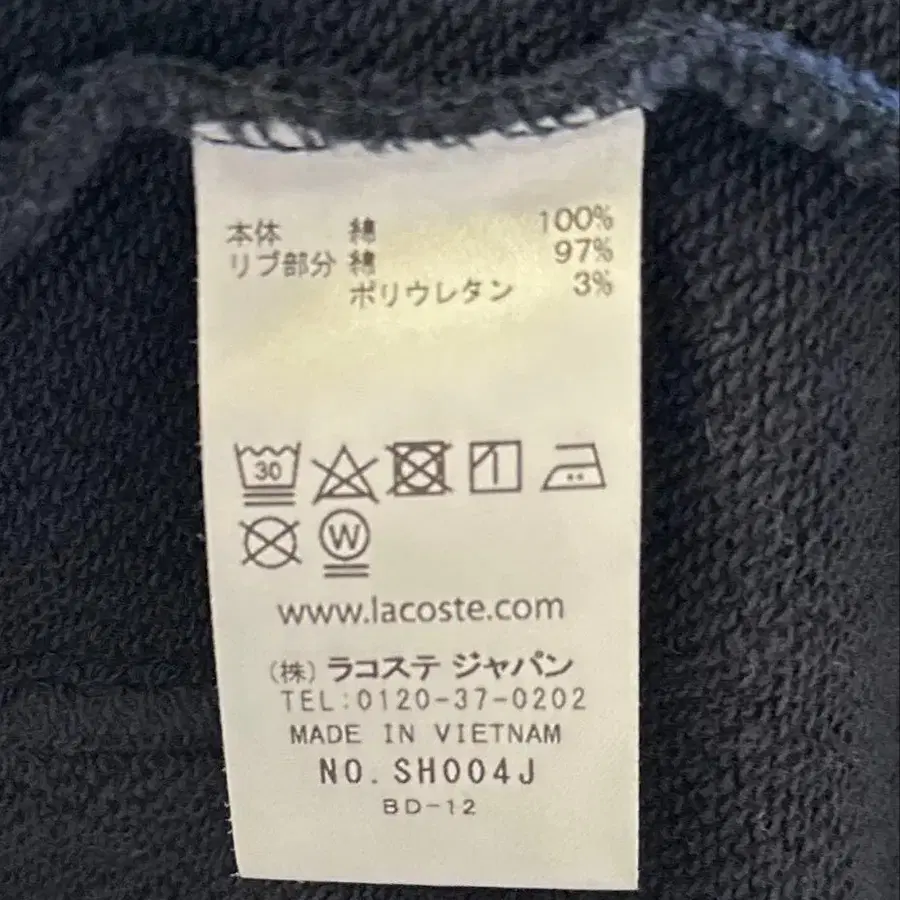 本体 綿 100%
リブ部分 綿 97%
ポリウレタン 3%
30
W
www.lacoste.com
(株) ラコステ ジャパン
TEL:0120-37-0202
MADE IN VIETNAM
NO. SH004J
BD-12